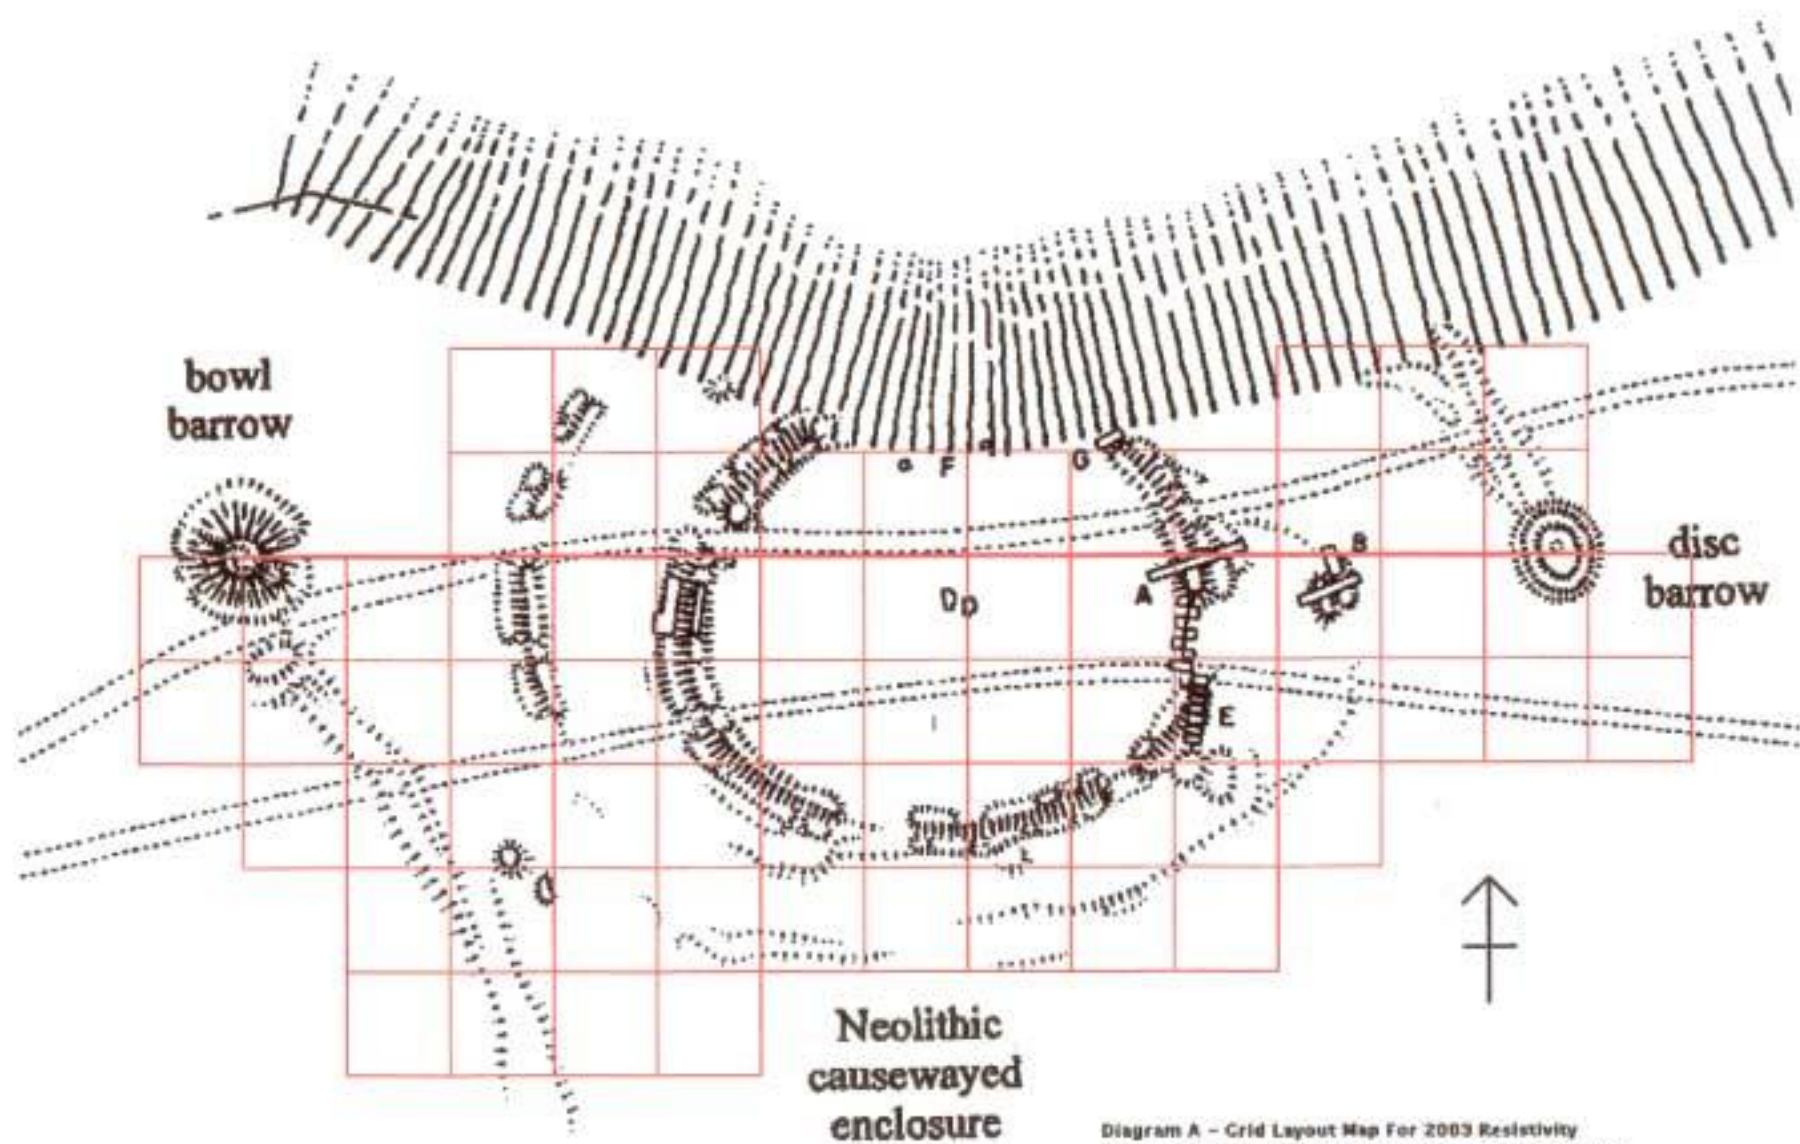 bowl
barrow
G
F
B
disc
barrow
D D
A
E
Neolithic
causewayed
enclosure
Diagram A - Grid Layout Map For 2003 Resistivity